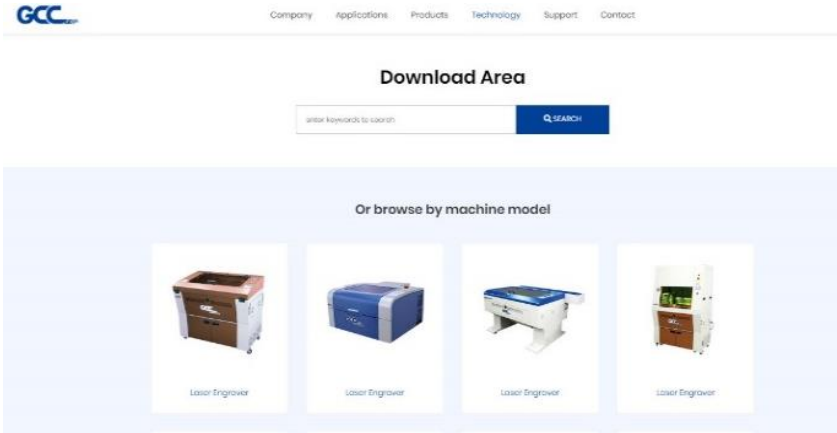 GCC
Company Applications Products Technology Support Contact
Download Area
enter keywords to search
SEARCH
Or browse by machine model
GCC
Laser Engraver
Laser Engraver
Laser Engraver
Laser Engraver